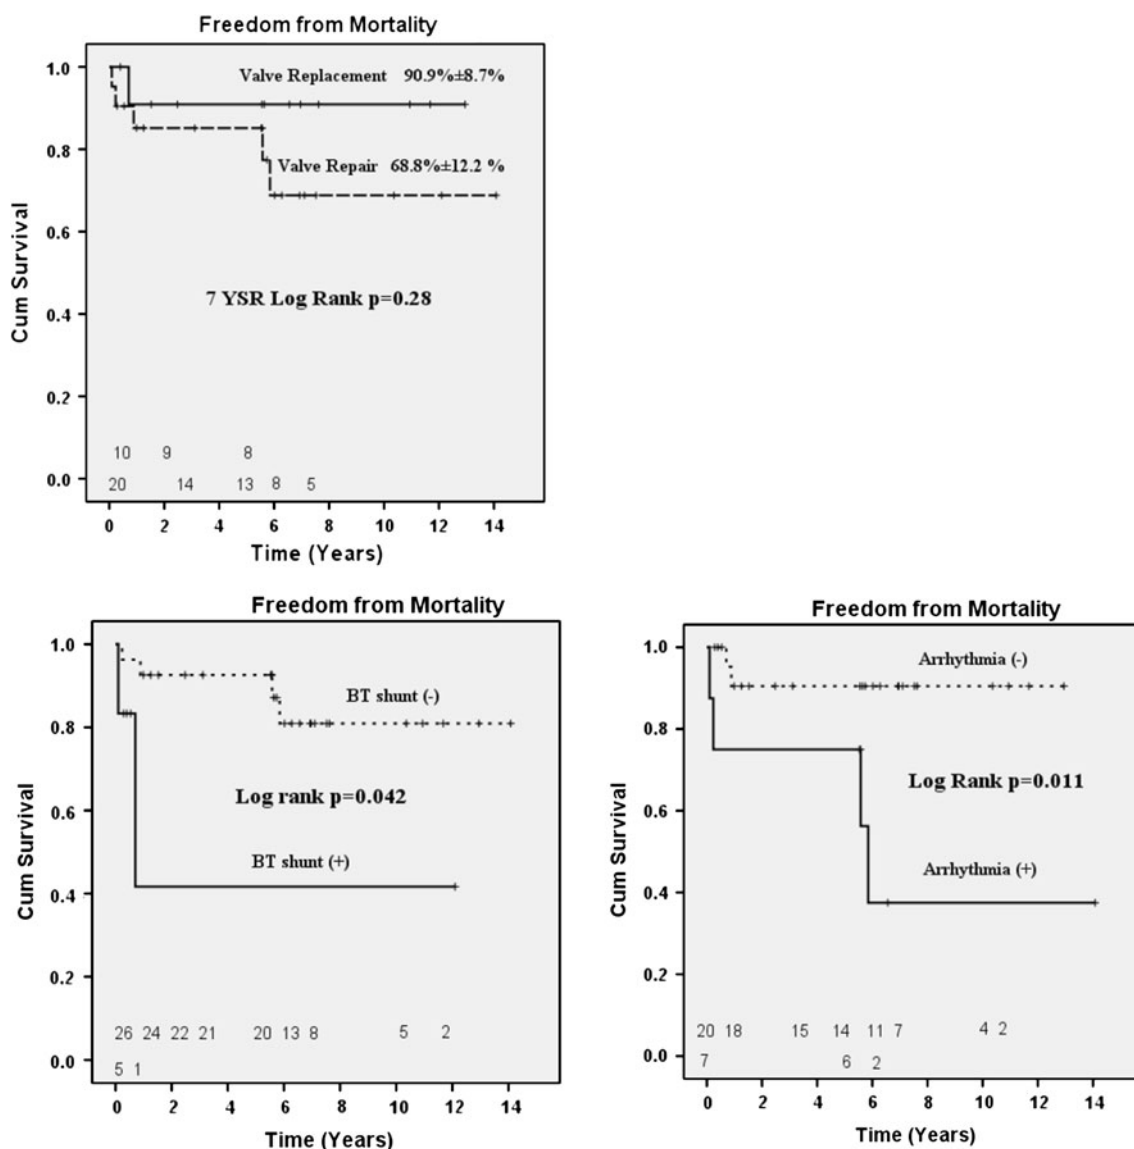 Freedom from Mortality
1.0
Valve Replacement 90.9%±8.7%
0.8
Valve Repair 68.8%±12.2 %
0.6
Cum Survival
7 YSR Log Rank p=0.28
0.4
0.2
10 9 8
0.0
20 14 13 8 5
0 2 4 6 8 10 12 14
Time (Years)
Freedom from Mortality
1.0
BT shunt (-)
0.8
Log rank p=0.042
0.6
Cum Survival
BT shunt (+)
0.4
0.2
26 24 22 21 20 13 8 5 2
0.0
5 1
0 2 4 6 8 10 12 14
Time (Years)
Freedom from Mortality
1.0
Arrhythmia (-)
0.8
Log Rank p=0.011
0.6
Cum Survival
Arrhythmia (+)
0.4
0.2
20 18 15 14 11 7 4 2
0.0
7 6 2
0 2 4 6 8 10 12 14
Time (Years)